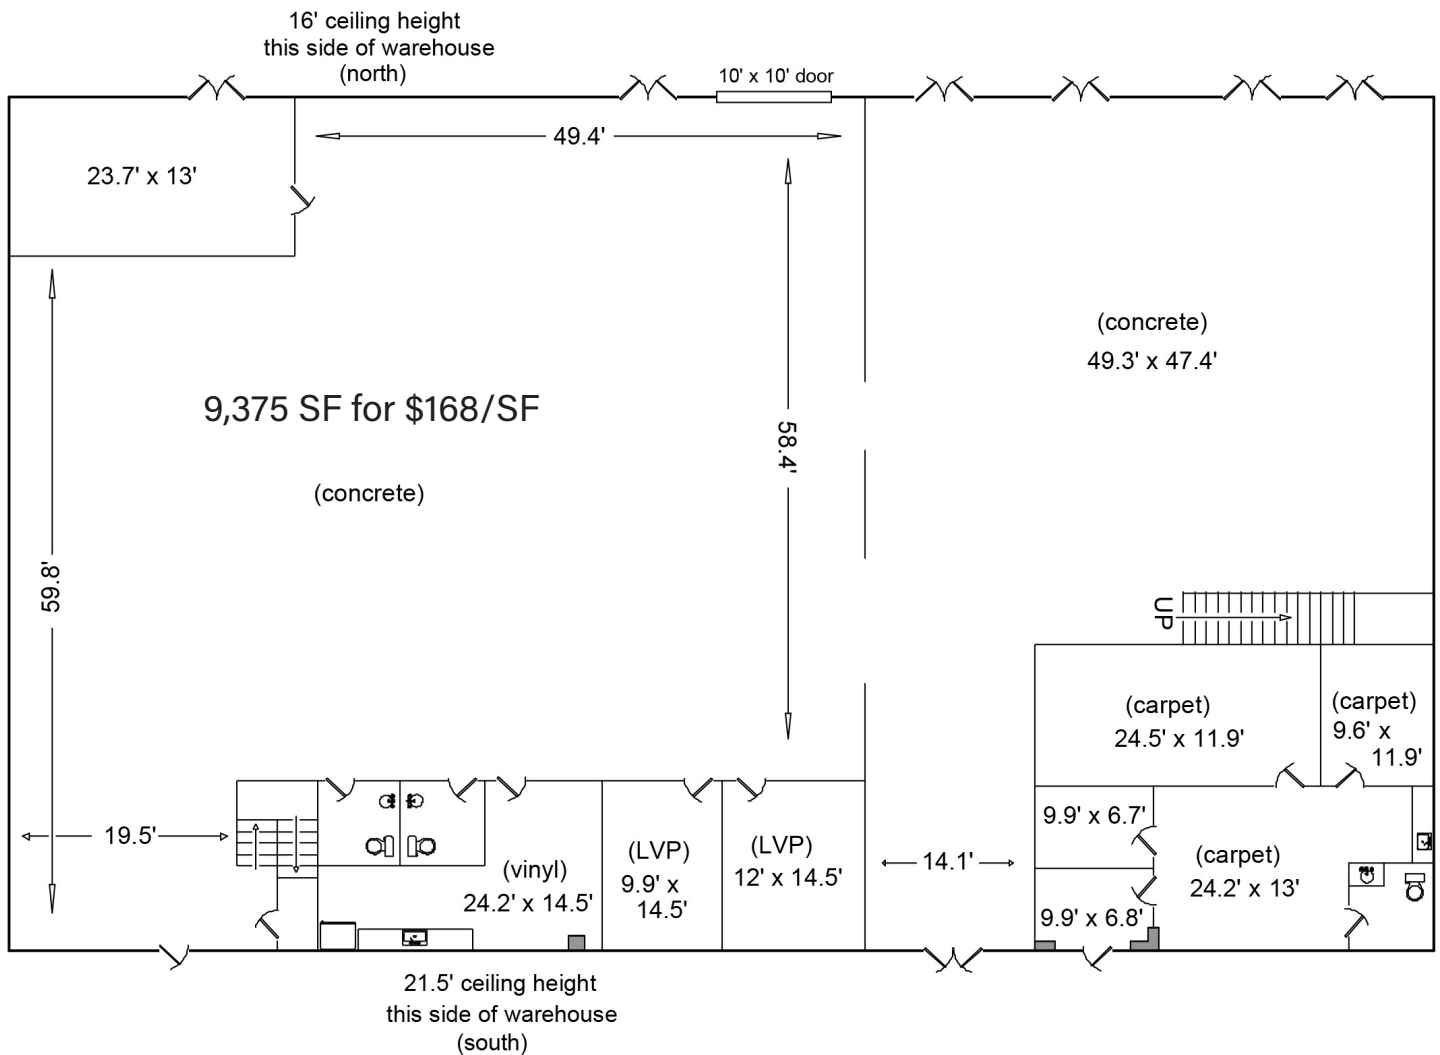 16' ceiling height
this side of warehouse
(north)
10' x 10' door
49.4'
23.7' x 13'
(concrete)
49.3' x 47.4'
9,375 SF for $168/SF
58.4'
(concrete)
59.8'
UP
(carpet)
24.5' x 11.9'
(carpet)
9.6' x
11.9'
19.5'
(vinyl)
24.2' x 14.5'
(LVP)
9.9' x
14.5'
(LVP)
12' x 14.5'
14.1'
9.9' x 6.7'
9.9' x 6.8'
(carpet)
24.2' x 13'
21.5' ceiling height
this side of warehouse
(south)